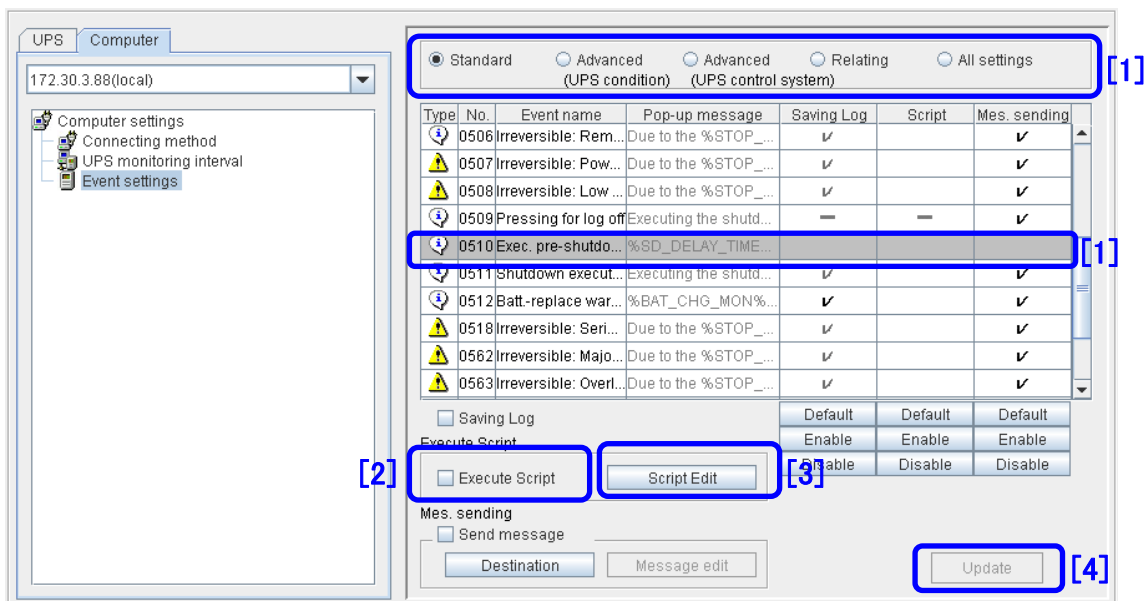 UPS Computer
172.30.3.88(local)
Computer settings
Connecting method
UPS monitoring interval
Event settings
Standard Advanced Advanced Relating All settings [1]
(UPS condition) (UPS control system)
Type No. Event name Pop-up message Saving Log Script Mes. sending
0506 Irreversible: Rem... Due to the %STOP_...
0507 Irreversible: Pow... Due to the %STOP_...
0508 Irreversible: Low ... Due to the %STOP_...
0509 Pressing for log off Executing the shutd...
0510 Exec. pre-shutdo... %SD_DELAY_TIME... [1]
0511 Shutdown execut... Executing the shutd...
0512 Batt.-replace war... %BAT_CHG_MON%...
0518 Irreversible: Seri... Due to the %STOP_...
0562 Irreversible: Majo... Due to the %STOP_...
0563 Irreversible: Overl... Due to the %STOP_...
Saving Log Default Default Default
Execute Script Enable Enable Enable
Disable Disable Disable
[2] Execute Script Script Edit [3]
Mes. sending
Send message
Destination Message edit Update [4]